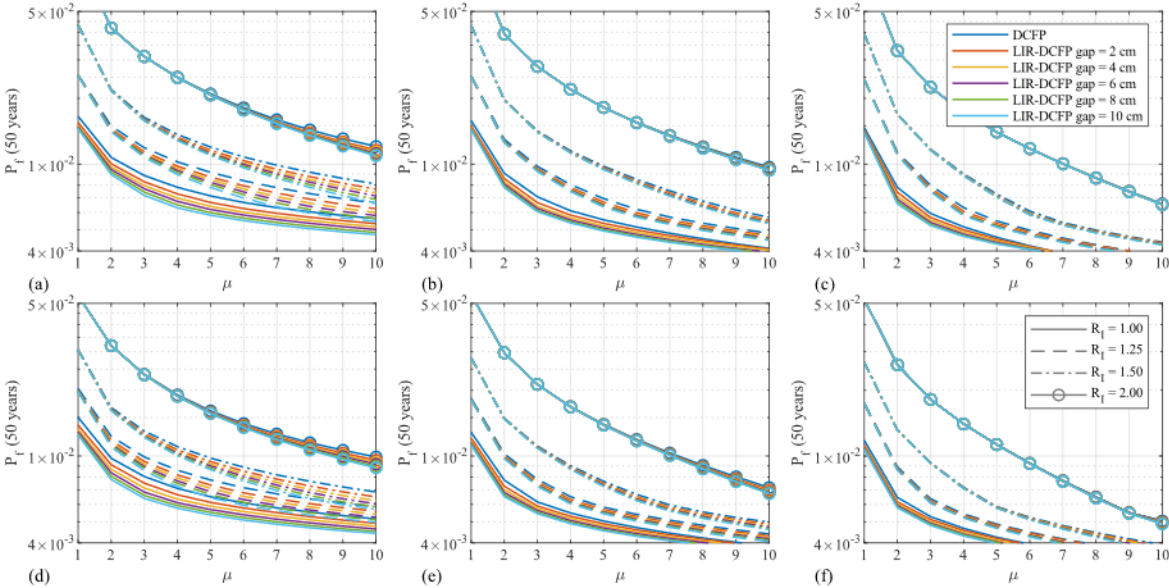 5×10⁻²
1×10⁻²
4×10⁻³
P_f (50 years)
1 2 3 4 5 6 7 8 9 10
μ
(a)
5×10⁻²
1×10⁻²
4×10⁻³
P_f (50 years)
1 2 3 4 5 6 7 8 9 10
μ
(b)
5×10⁻²
1×10⁻²
4×10⁻³
P_f (50 years)
DCFP
LIR-DCFP gap = 2 cm
LIR-DCFP gap = 4 cm
LIR-DCFP gap = 6 cm
LIR-DCFP gap = 8 cm
LIR-DCFP gap = 10 cm
1 2 3 4 5 6 7 8 9 10
μ
(c)
5×10⁻²
1×10⁻²
4×10⁻³
P_f (50 years)
1 2 3 4 5 6 7 8 9 10
μ
(d)
5×10⁻²
1×10⁻²
4×10⁻³
P_f (50 years)
1 2 3 4 5 6 7 8 9 10
μ
(e)
5×10⁻²
1×10⁻²
4×10⁻³
P_f (50 years)
R_I = 1.00
R_I = 1.25
R_I = 1.50
R_I = 2.00
1 2 3 4 5 6 7 8 9 10
μ
(f)